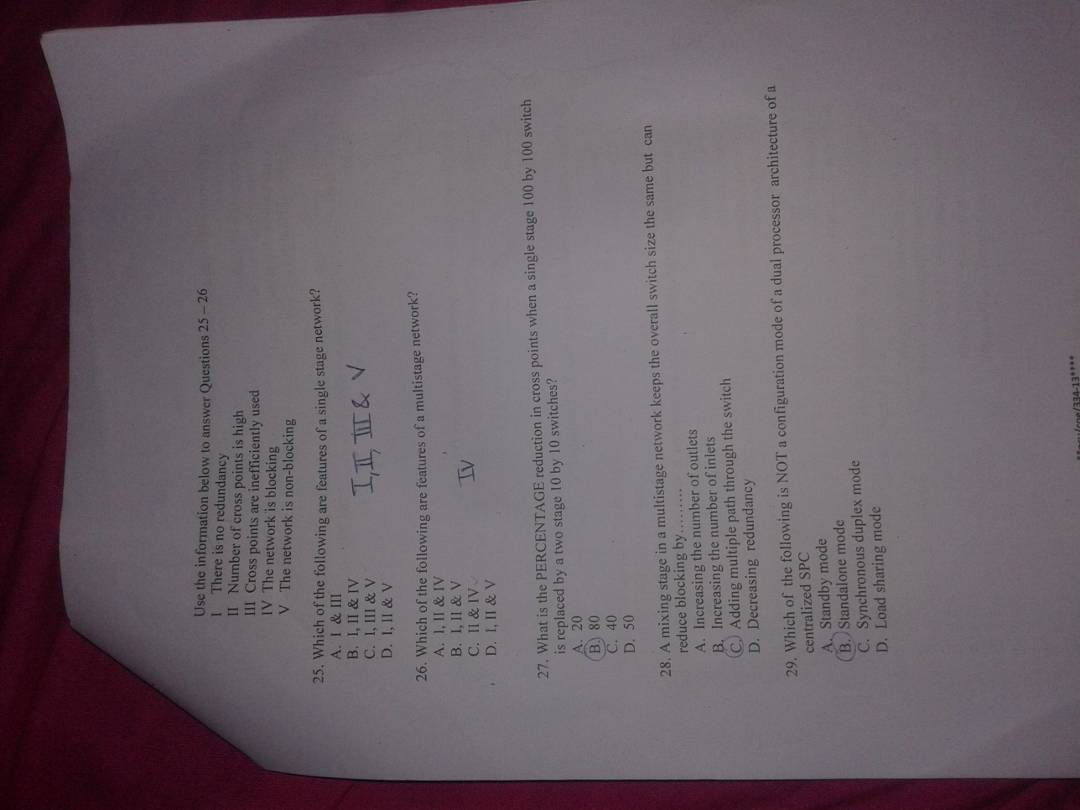 Use the information below to answer Questions 25 – 26
I There is no redundancy
II Number of cross points is high
III Cross points are inefficiently used
IV The network is blocking
V The network is non-blocking
25. Which of the following are features of a single stage network?
A. I & III
B. I, II & IV
C. I, III & V
D. I, II & V
I, II, III & V
26. Which of the following are features of a multistage network?
A. I, II & IV
B. I, II & V
C. II & IV
D. I, II & V
IV
27. What is the PERCENTAGE reduction in cross points when a single stage 100 by 100 switch
is replaced by a two stage 10 by 10 switches?
A. 20
B. 80
C. 40
D. 50
28. A mixing stage in a multistage network keeps the overall switch size the same but can
reduce blocking by.........
A. Increasing the number of outlets
B. Increasing the number of inlets
C. Adding multiple path through the switch
D. Decreasing redundancy
29. Which of the following is NOT a configuration mode of a dual processor architecture of a
centralized SPC
A. Standby mode
B. Standalone mode
C. Synchronous duplex mode
D. Load sharing mode
/334-13****